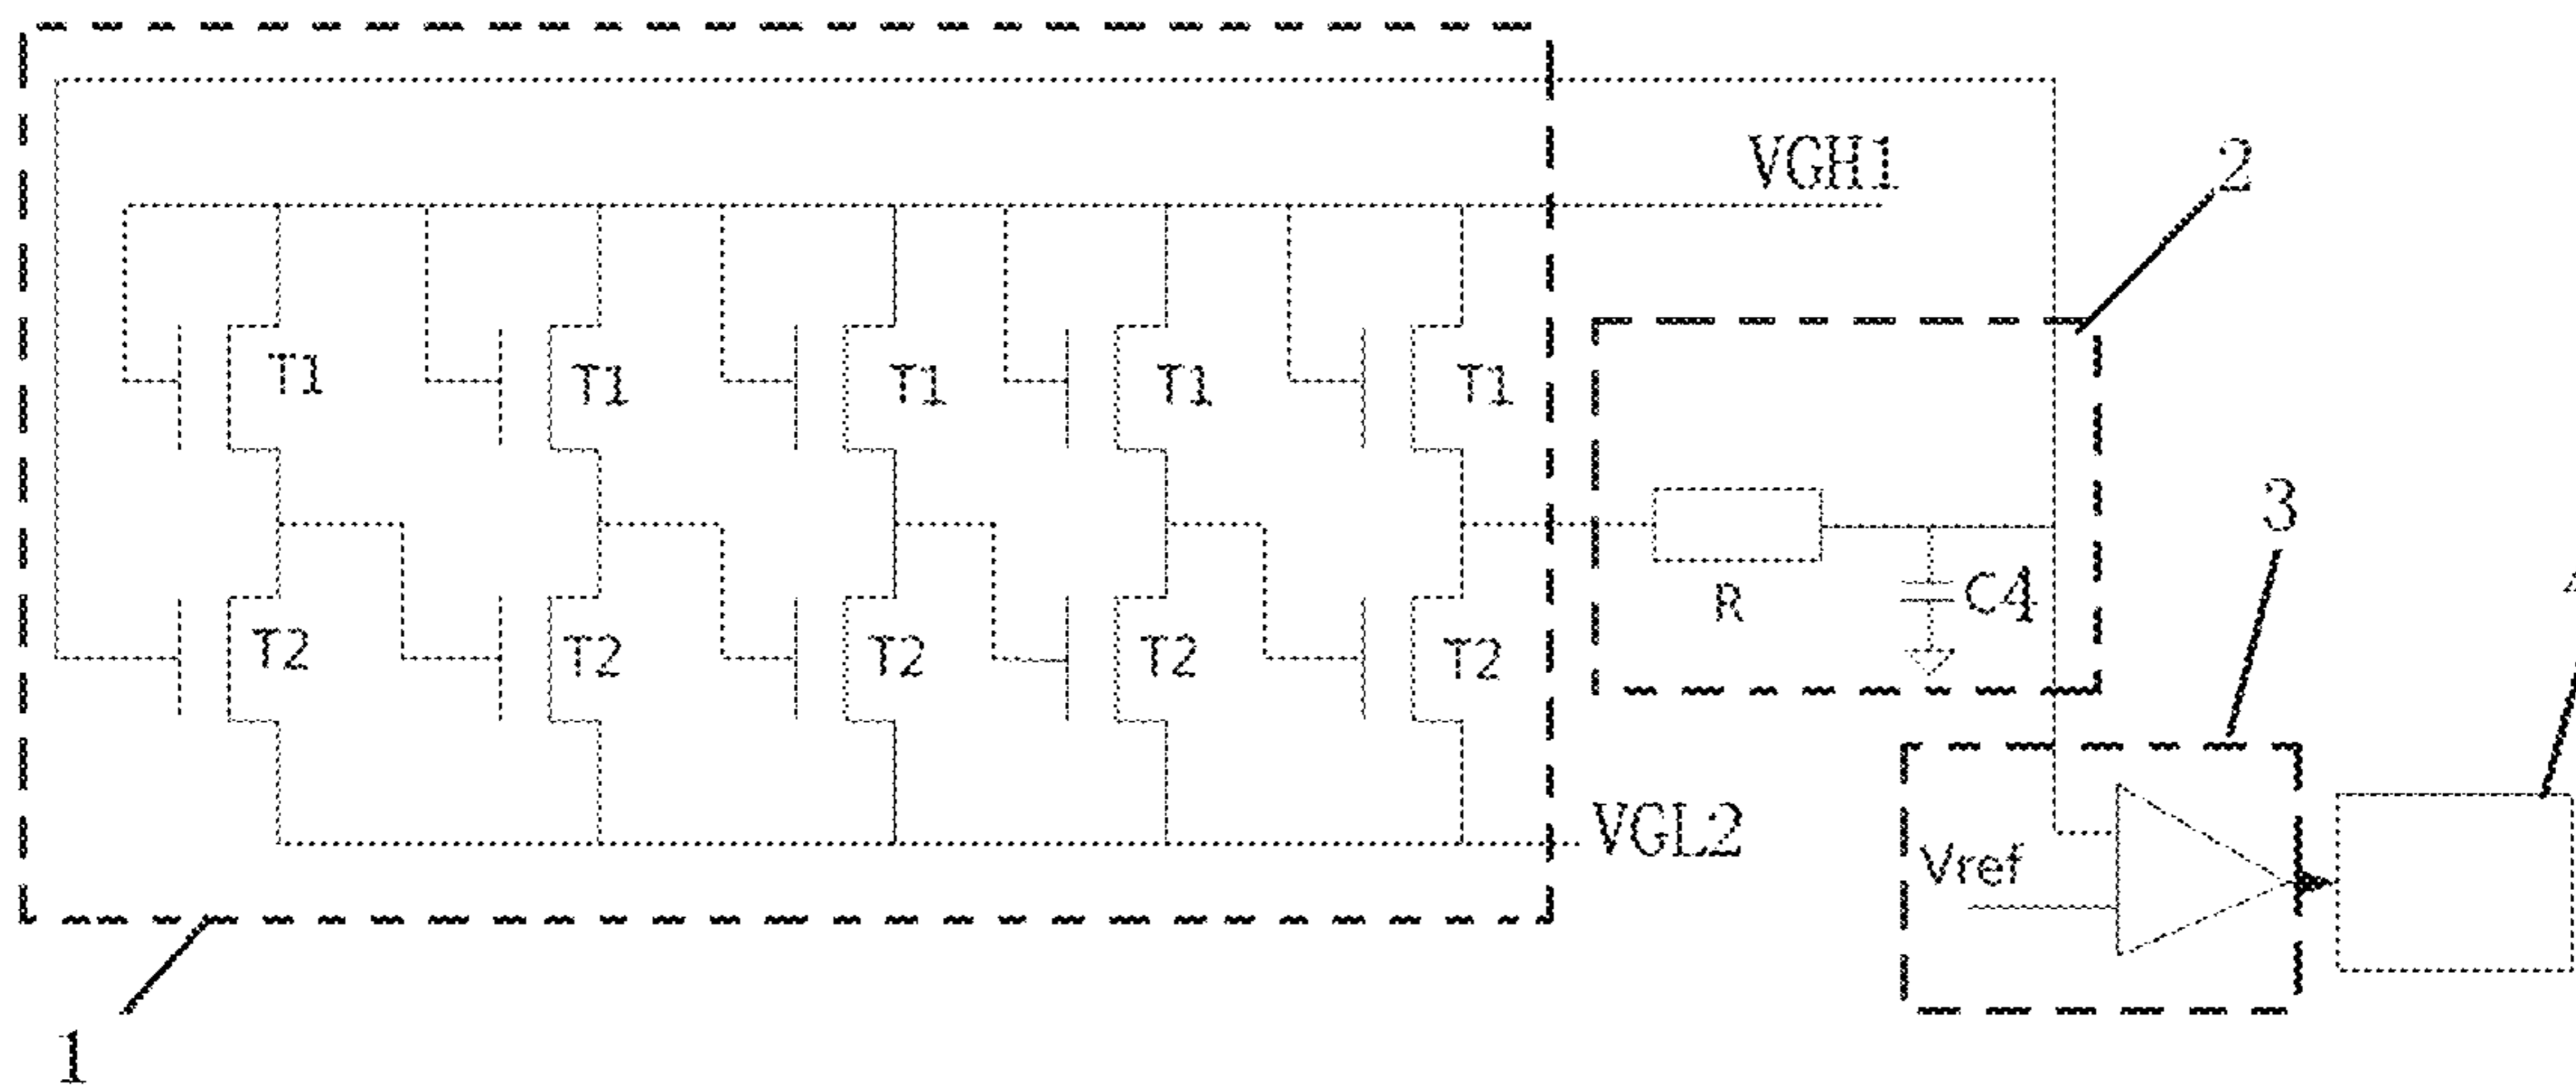 VGH1
2
T1 T1 T1 T1 T1
3
R
C4
T2 T2 T2 T2 T2
VGL2
Vref
1